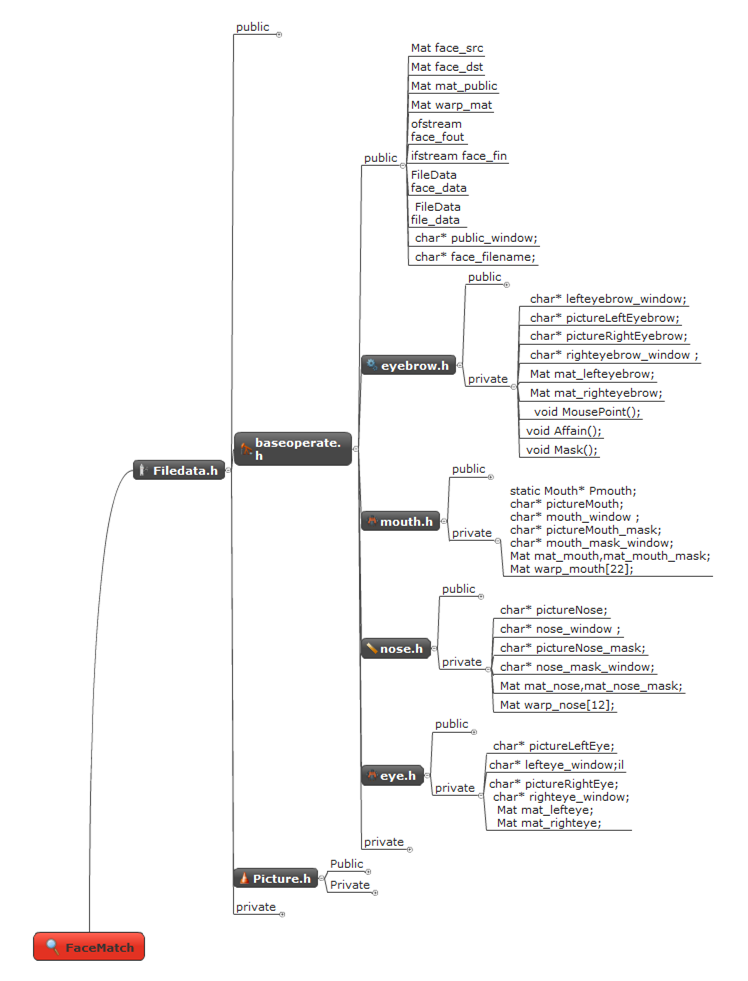 public
Mat face_src
Mat face_dst
Mat mat_public
Mat warp_mat
ofstream
face_fout
public
ifstream face_fin
FileData
face_data
FileData
file_data
char* public_window;
char* face_filename;
public
char* lefteyebrow_window;
char* pictureLeftEyebrow;
char* pictureRightEyebrow;
char* righteyebrow_window ;
eyebrow.h
private
Mat mat_lefteyebrow;
Mat mat_righteyebrow;
void MousePoint();
void Affain();
void Mask();
baseoperate.
h
Filedata.h
public
static Mouth* Pmouth;
char* pictureMouth;
char* mouth_window ;
mouth.h
private
char* pictureMouth_mask;
char* mouth_mask_window;
Mat mat_mouth,mat_mouth_mask;
Mat warp_mouth[22];
public
char* pictureNose;
char* nose_window ;
nose.h
char* pictureNose_mask;
private
char* nose_mask_window;
Mat mat_nose,mat_nose_mask;
Mat warp_nose[12];
public
char* pictureLeftEye;
char* lefteye_window;il
eye.h
private
char* pictureRightEye;
char* righteye_window;
Mat mat_lefteye;
Mat mat_righteye;
private
Picture.h
Public
Private
private
FaceMatch